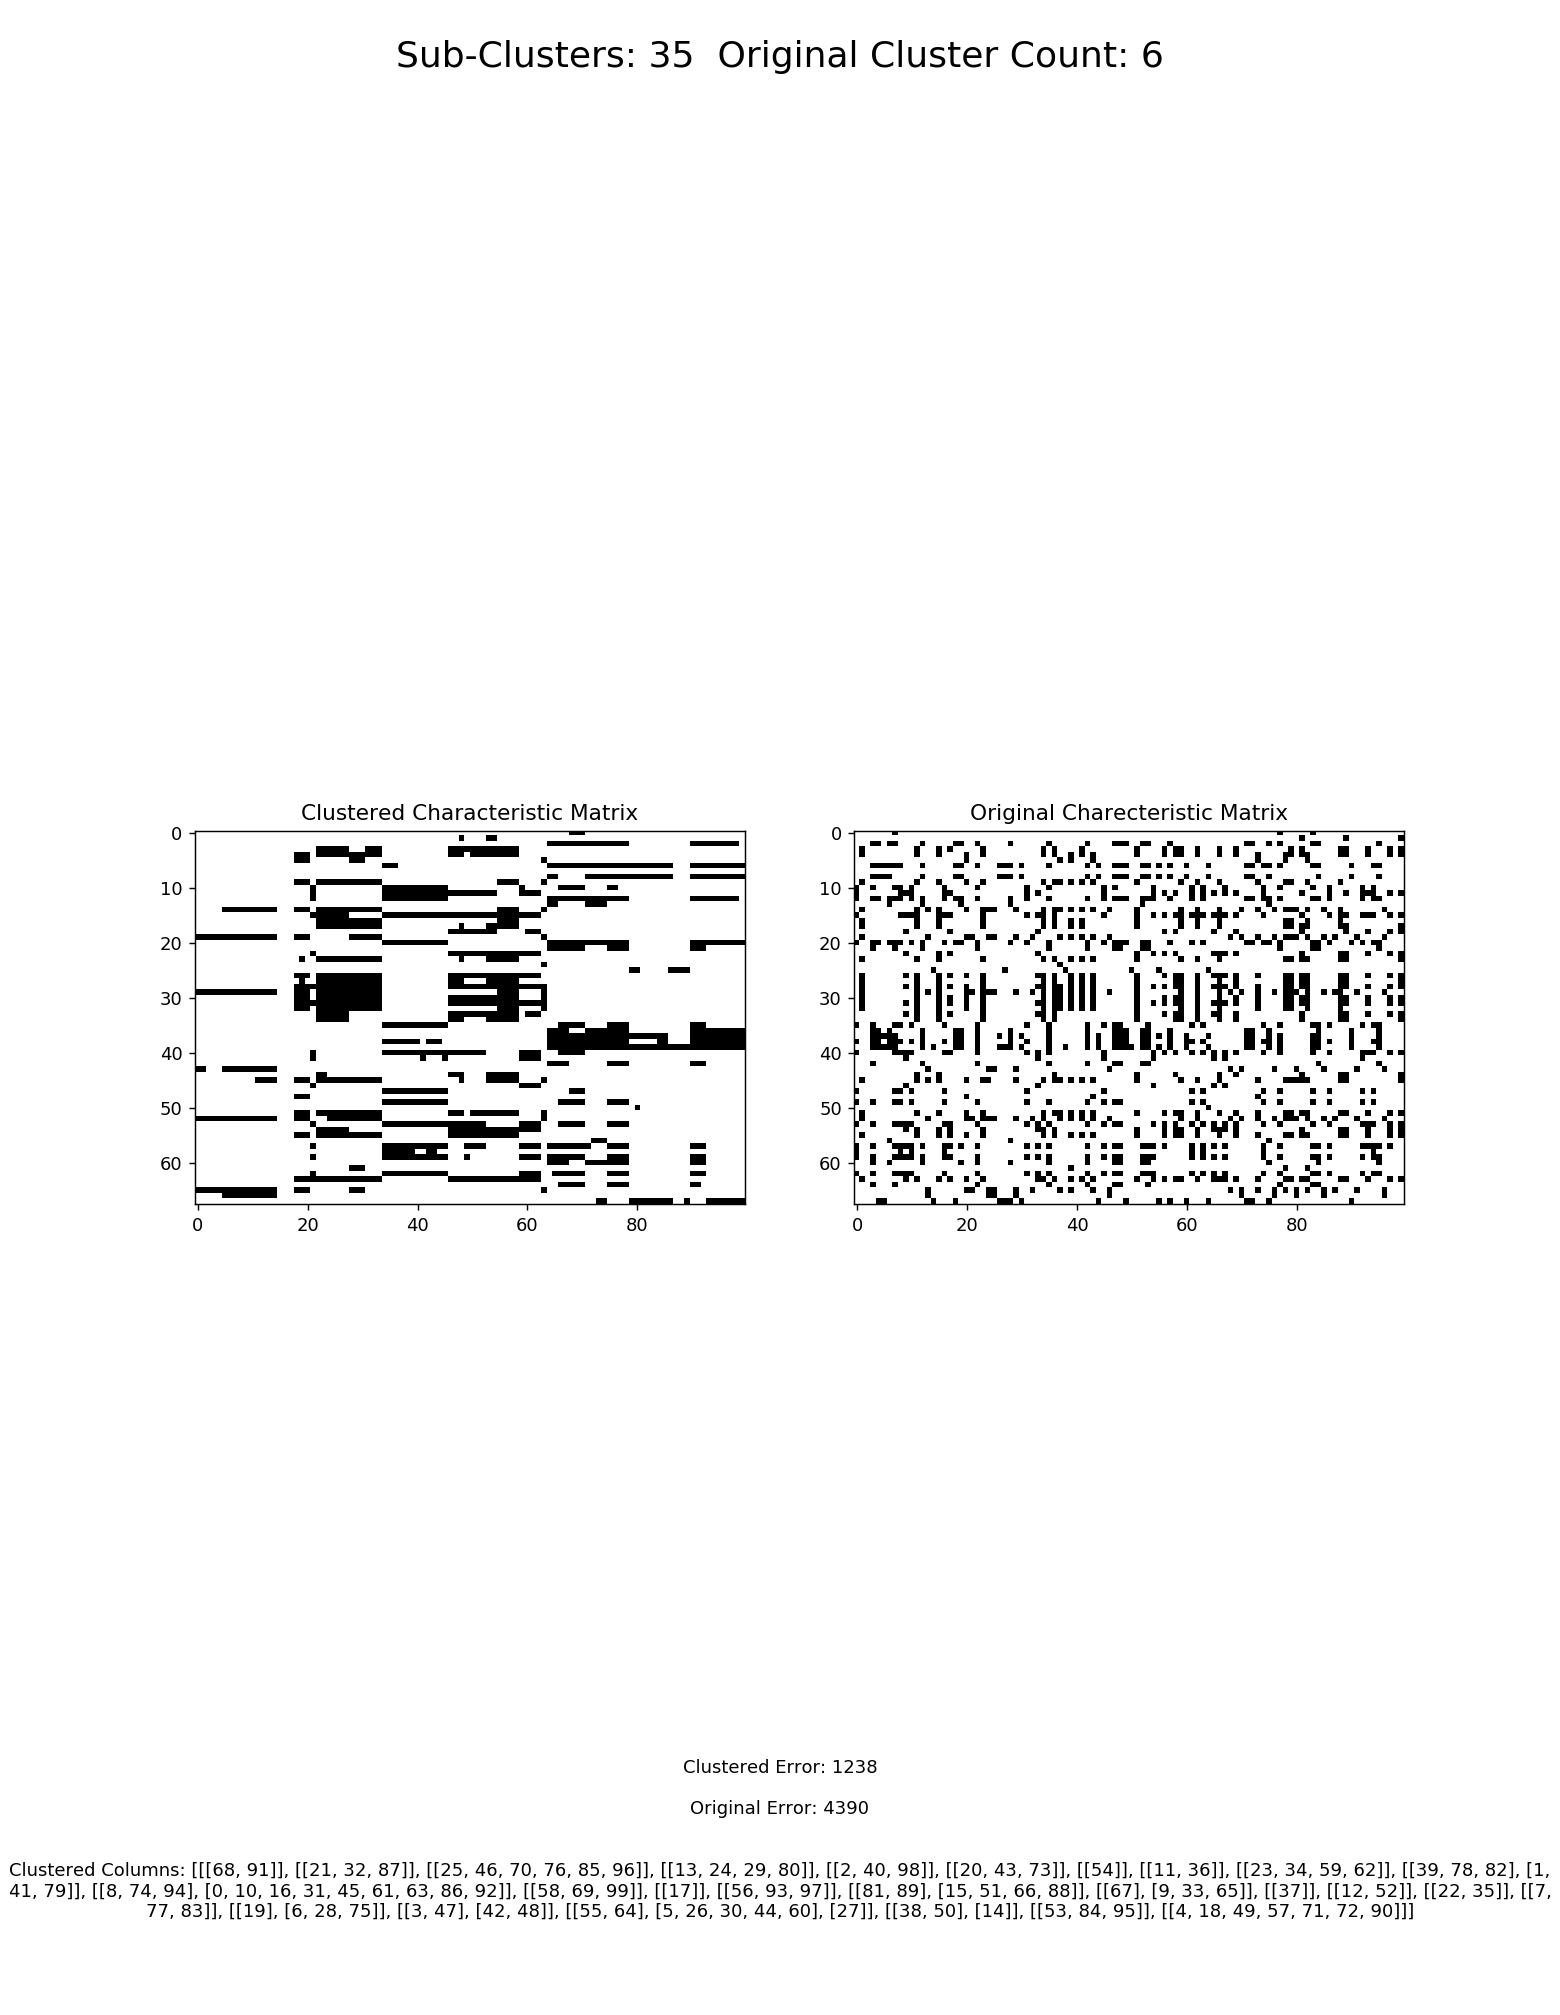 Sub-Clusters: 35  Original Cluster Count: 6
Clustered Characteristic Matrix
Original Charecteristic Matrix
0
10
20
30
40
50
60
0 20 40 60 80
0
10
20
30
40
50
60
0 20 40 60 80
Clustered Error: 1238
Original Error: 4390
Clustered Columns: [[[68, 91]], [[21, 32, 87]], [[25, 46, 70, 76, 85, 96]], [[13, 24, 29, 80]], [[2, 40, 98]], [[20, 43, 73]], [[54]], [[11, 36]], [[23, 34, 59, 62]], [[39, 78, 82], [1,
41, 79]], [[8, 74, 94], [0, 10, 16, 31, 45, 61, 63, 86, 92]], [[58, 69, 99]], [[17]], [[56, 93, 97]], [[81, 89], [15, 51, 66, 88]], [[67], [9, 33, 65]], [[37]], [[12, 52]], [[22, 35]], [[7,
77, 83]], [[19], [6, 28, 75]], [[3, 47], [42, 48]], [[55, 64], [5, 26, 30, 44, 60], [27]], [[38, 50], [14]], [[53, 84, 95]], [[4, 18, 49, 57, 71, 72, 90]]]